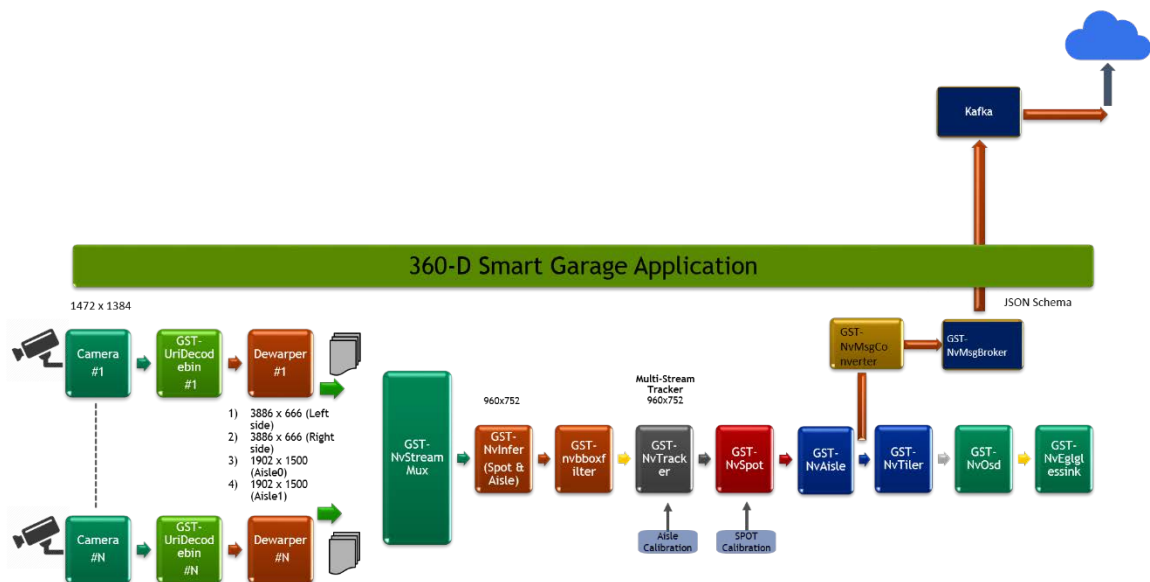 Kafka
360-D Smart Garage Application
1472 x 1384
JSON Schema
Camera
#1
GST-
UriDecod
ebin
#1
Dewarper
#1
1) 3886 x 666 (Left
side)
2) 3886 x 666 (Right
side)
3) 1902 x 1500
(Aisle0)
4) 1902 x 1500
(Aisle1)
Camera
#N
GST-
UriDecod
ebin
#N
Dewarper
#N
GST-
NvStream
Mux
960x752
GST-
NvInfer
(Spot &
Aisle)
GST-
nvbboxfi
lter
Multi-Stream
Tracker
960x752
GST-
NvTrack
er
Aisle
Calibration
GST-
NvSpot
SPOT
Calibration
GST-
NvAisle
GST-
NvMsgCo
nverter
GST-
NvMsgBroker
GST-
NvTiler
GST-
NvOsd
GST-
NvEglgl
essink